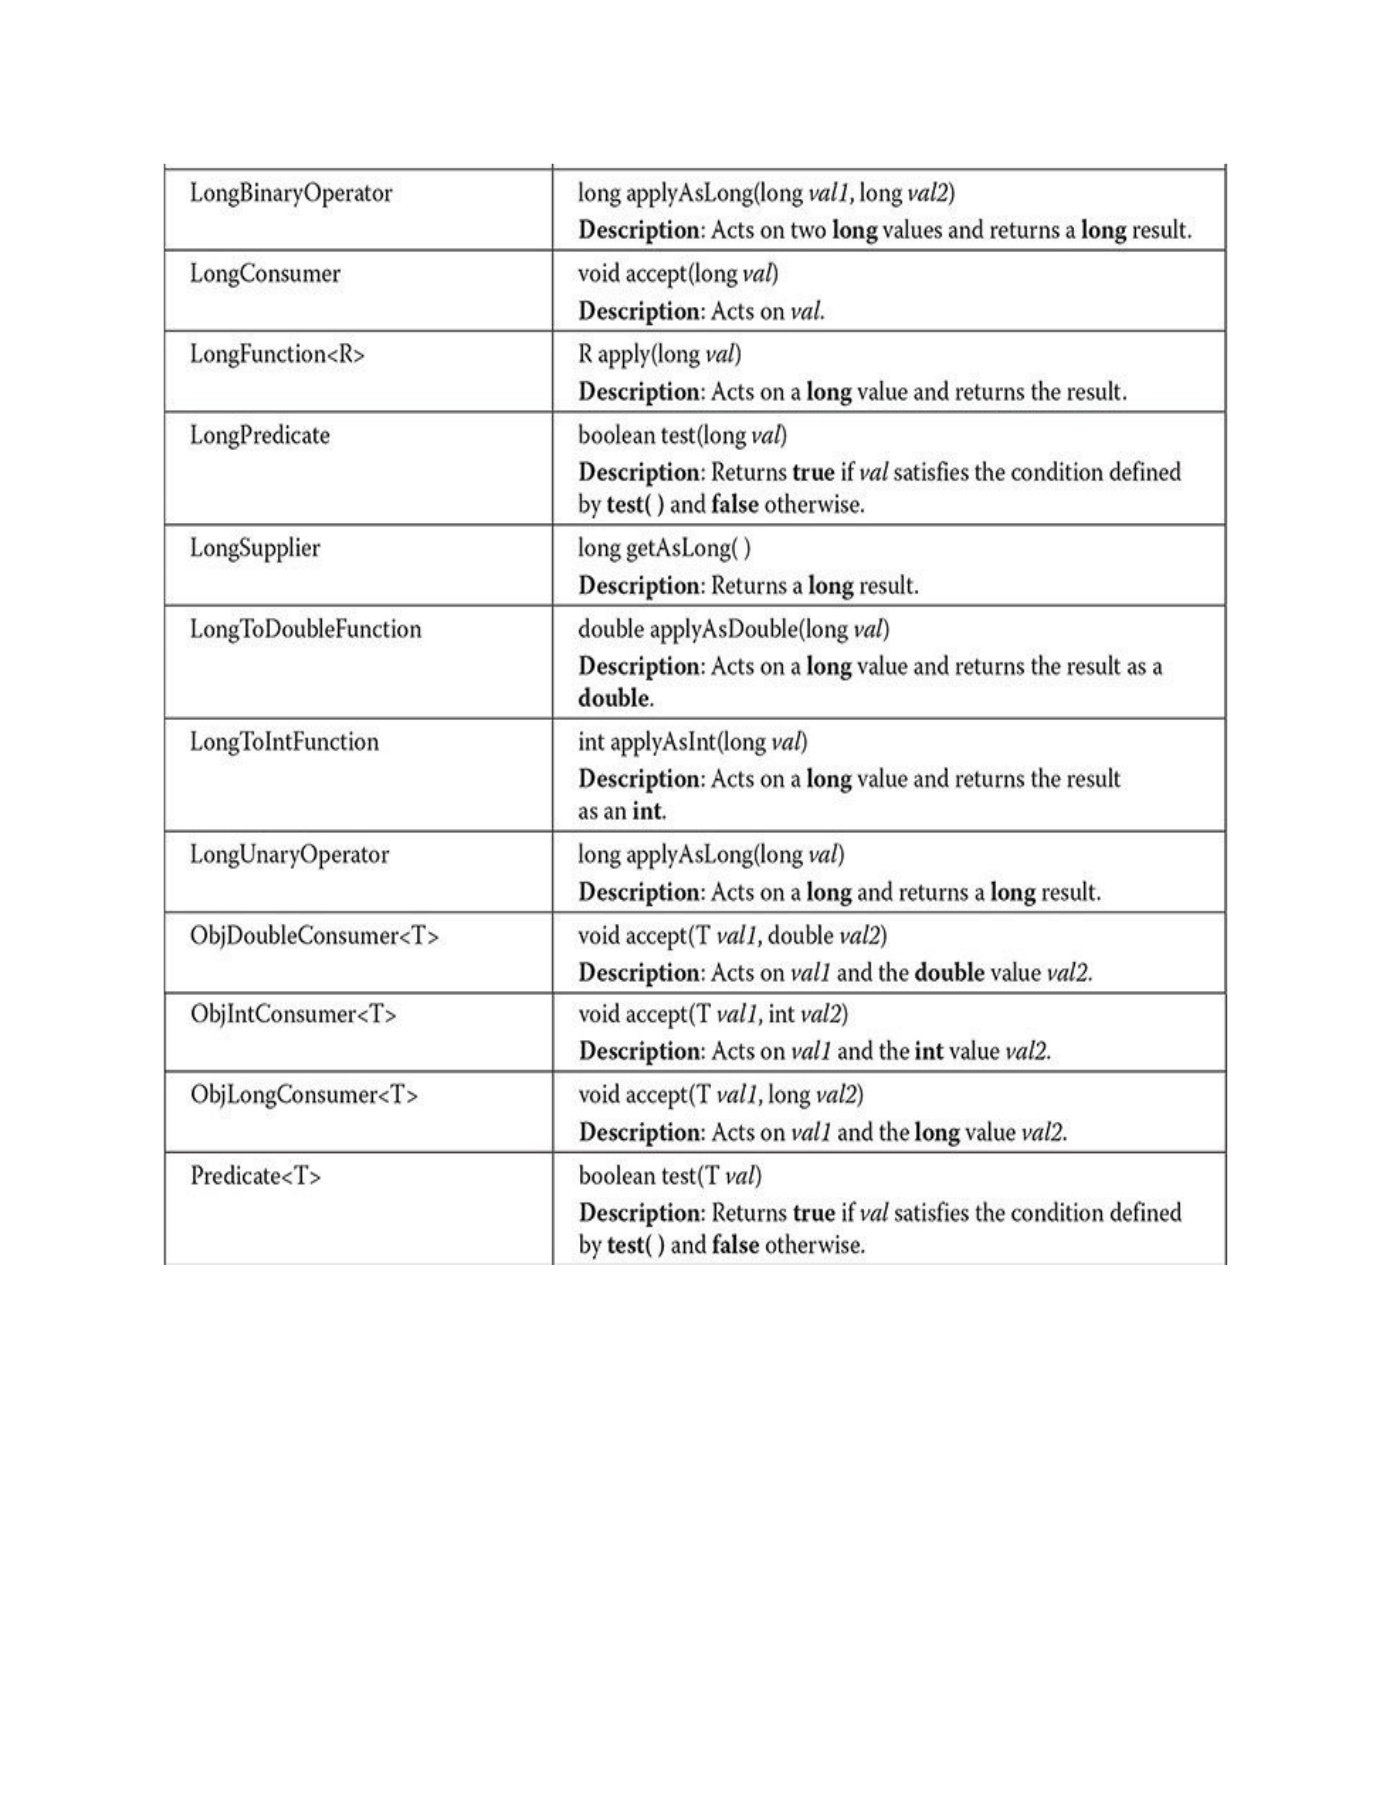 LongBinaryOperator
long applyAsLong(long val1, long val2)
Description: Acts on two long values and returns a long result.
LongConsumer
void accept(long val)
Description: Acts on val.
LongFunction<R>
R apply(long val)
Description: Acts on a long value and returns the result.
LongPredicate
boolean test(long val)
Description: Returns true if val satisfies the condition defined
by test( ) and false otherwise.
LongSupplier
long getAsLong( )
Description: Returns a long result.
LongToDoubleFunction
double applyAsDouble(long val)
Description: Acts on a long value and returns the result as a
double.
LongToIntFunction
int applyAsInt(long val)
Description: Acts on a long value and returns the result
as an int.
LongUnaryOperator
long applyAsLong(long val)
Description: Acts on a long and returns a long result.
ObjDoubleConsumer<T>
void accept(T val1, double val2)
Description: Acts on val1 and the double value val2.
ObjIntConsumer<T>
void accept(T val1, int val2)
Description: Acts on val1 and the int value val2.
ObjLongConsumer<T>
void accept(T val1, long val2)
Description: Acts on val1 and the long value val2.
Predicate<T>
boolean test(T val)
Description: Returns true if val satisfies the condition defined
by test( ) and false otherwise.